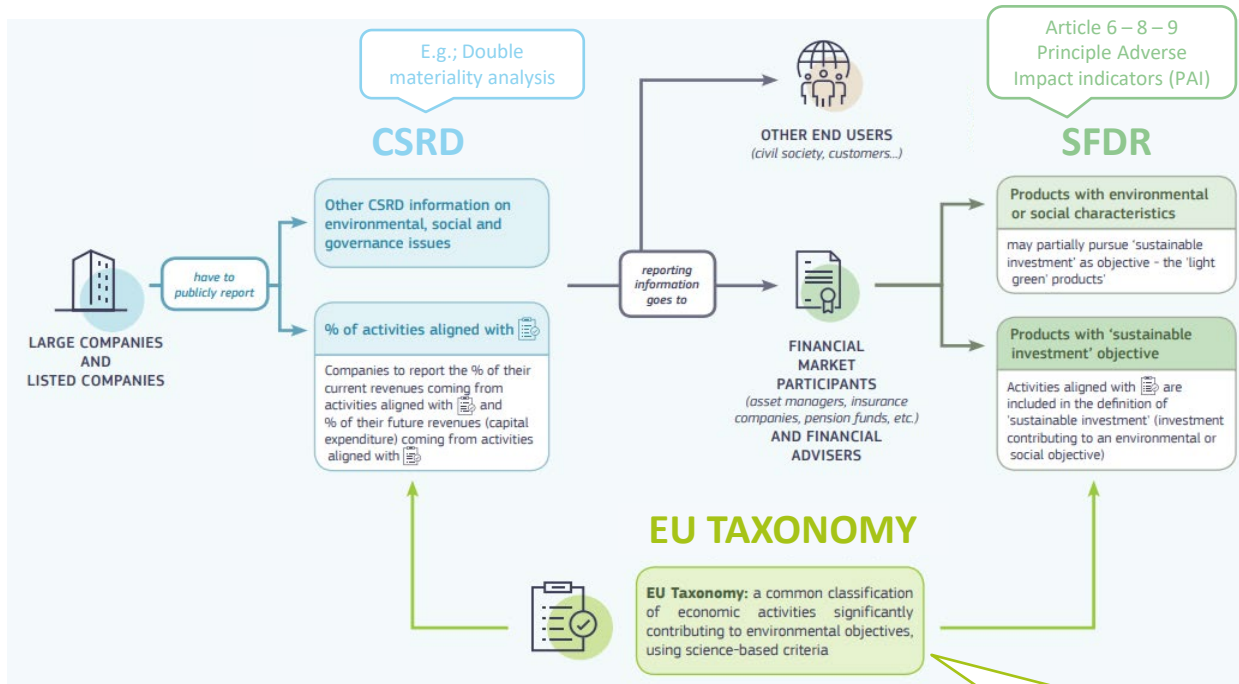 E.g.; Double
materiality analysis
CSRD
Article 6 – 8 – 9
Principle Adverse
Impact indicators (PAI)
SFDR
OTHER END USERS
(civil society, customers...)
LARGE COMPANIES
AND
LISTED COMPANIES
have to
publicly report
Other CSRD information on
environmental, social and
governance issues
% of activities aligned with
Companies to report the % of their
current revenues coming from
activities aligned with and
% of their future revenues (capital
expenditure) coming from activities
aligned with
reporting
information
goes to
FINANCIAL
MARKET
PARTICIPANTS
(asset managers, insurance
companies, pension funds, etc.)
AND FINANCIAL
ADVISERS
Products with environmental
or social characteristics
may partially pursue ‘sustainable
investment’ as objective - the 'light
green' products'
Products with ‘sustainable
investment’ objective
Activities aligned with are
included in the definition of
'sustainable investment' (investment
contributing to an environmental or
social objective)
EU TAXONOMY
EU Taxonomy: a common classification
of economic activities significantly
contributing to environmental objectives,
using science-based criteria